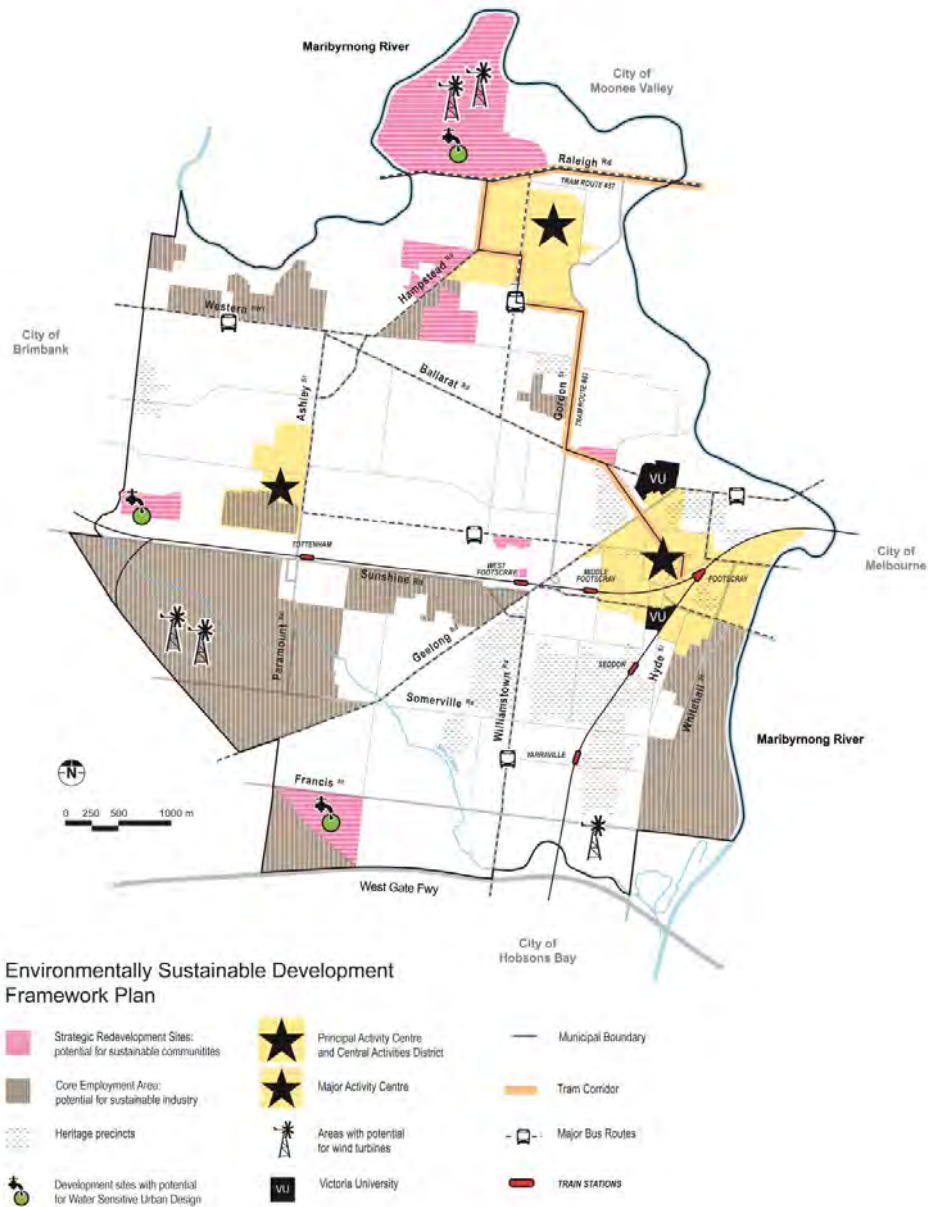 Maribyrnong River
City of
Moonee Valley
Raleigh Rd
TRAM ROUTE #57
Hampstead Rd
Western HWY
City of
Brimbank
Ashley St
Ballarat Rd
Gordon St
TRAM ROUTE #82
VU
TOTTENHAM
Sunshine Rd
WEST
FOOTSCRAY
MIDDLE
FOOTSCRAY
FOOTSCRAY
City of
Melbourne
VU
Paramount Rd
Geelong Rd
SEDDON
Hyde St
Whitehall St
Somerville Rd
Williamstown Rd
Maribyrnong River
YARRAVILLE
N
Francis St
0 250 500 1000 m
West Gate Fwy
City of
Hobsons Bay
Environmentally Sustainable Development
Framework Plan
Strategic Redevelopment Sites:
potential for sustainable communitites
Core Employment Area:
potential for sustainable industry
Heritage precincts
Development sites with potential
for Water Sensitive Urban Design
Principal Activity Centre
and Central Activities District
Major Activity Centre
Areas with potential
for wind turbines
VU
Victoria University
Municipal Boundary
Tram Corridor
Major Bus Routes
TRAIN STATIONS